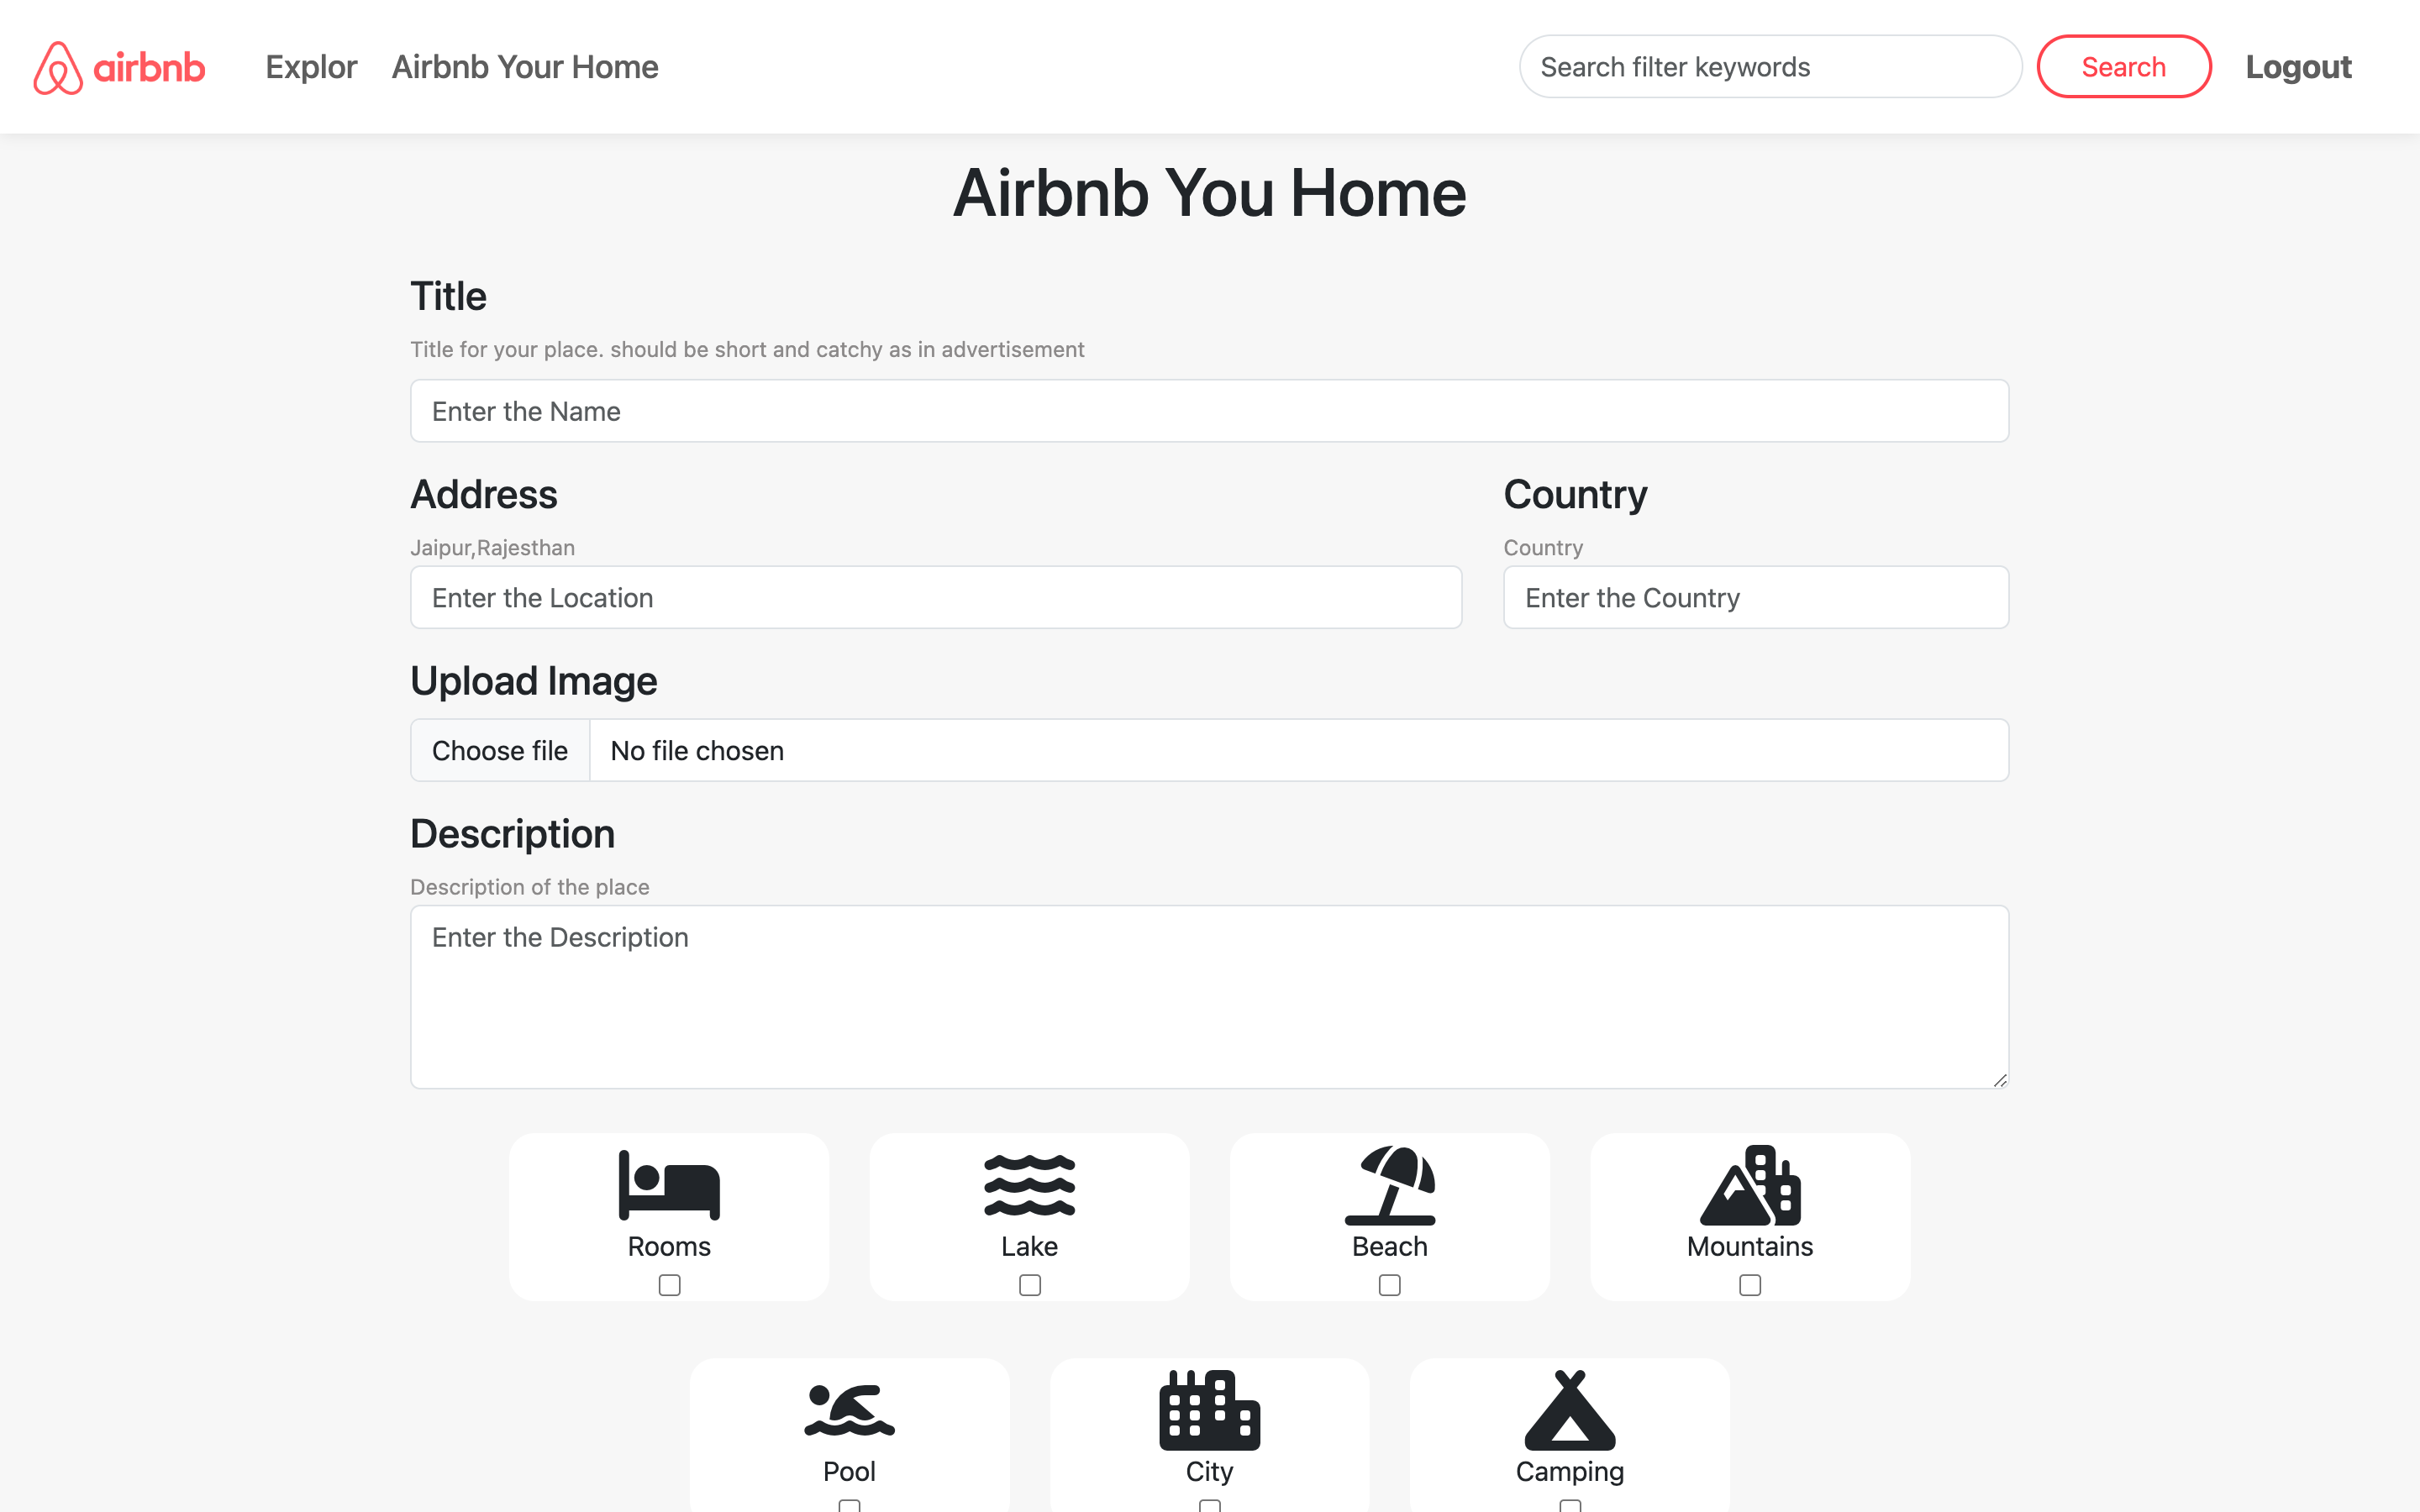 airbnb Explor Airbnb Your Home Search filter keywords Search Logout
Airbnb You Home
Title
Title for your place. should be short and catchy as in advertisement
Enter the Name
Address Country
Jaipur,Rajesthan Country
Enter the Location Enter the Country
Upload Image
Choose file No file chosen
Description
Description of the place
Enter the Description
Rooms Lake Beach Mountains
Pool City Camping